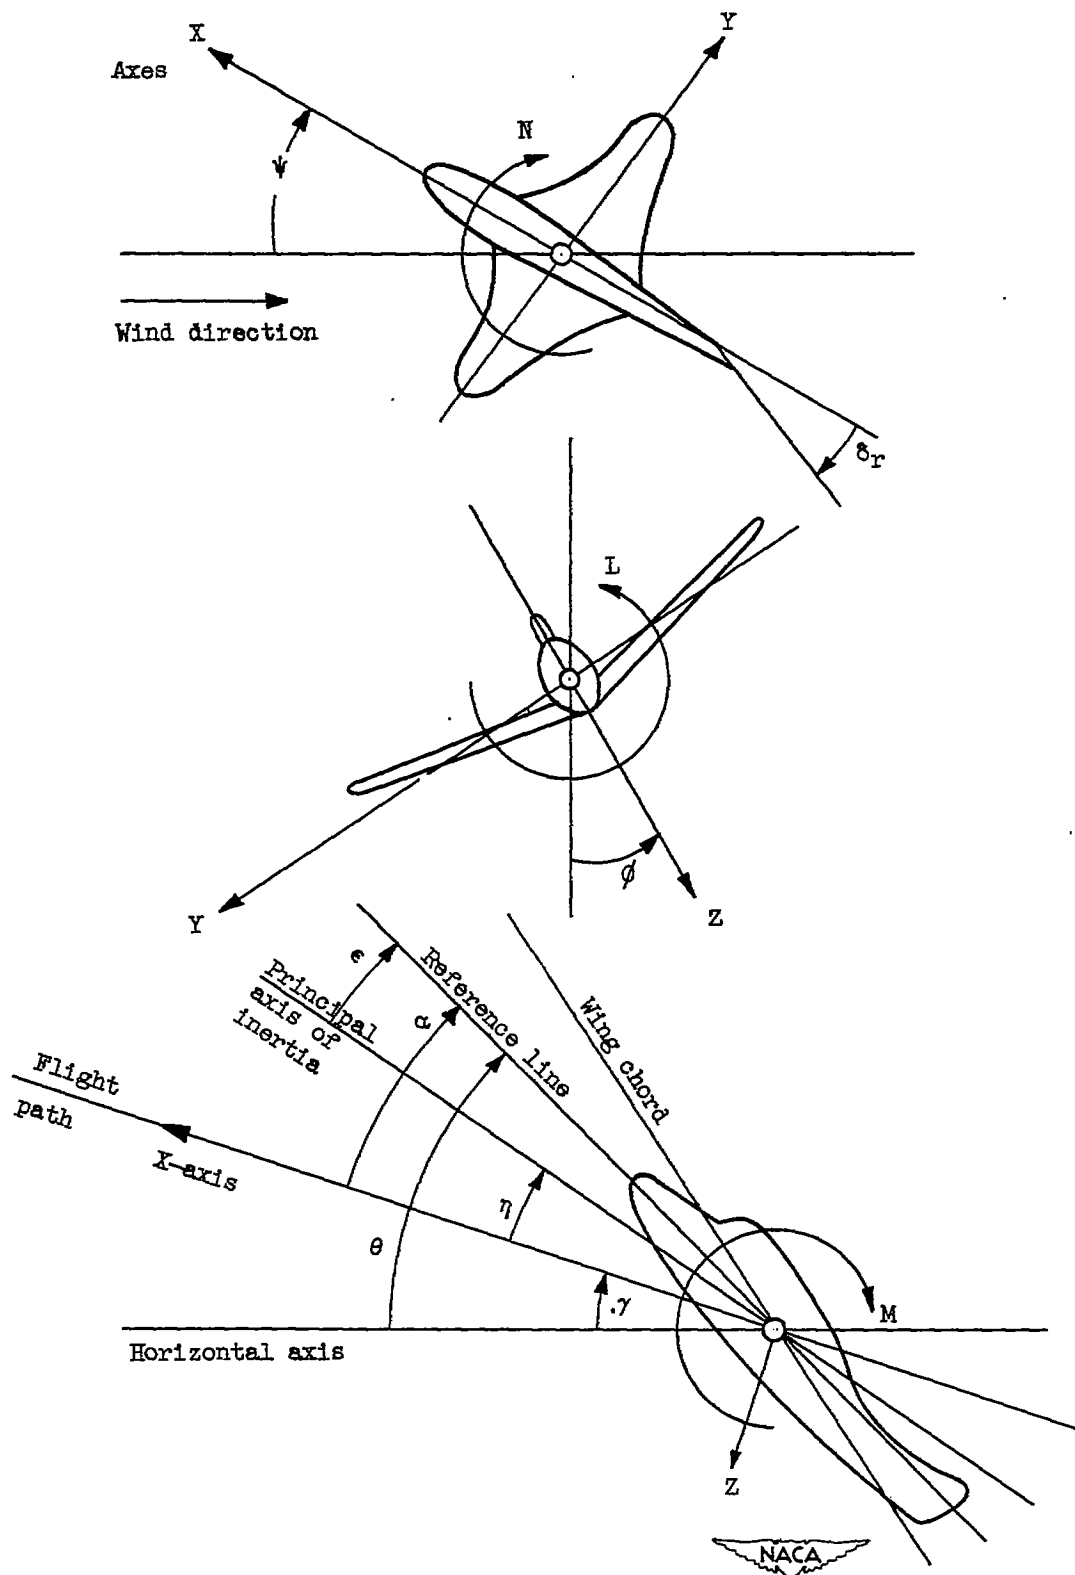 X
Y
Axes
N
ψ
Wind direction
δr
L
ϕ
Y
Z
ϵ
Reference line
Principal
axis of
inertia
α
Wing chord
Flight
path
X-axis
η
θ
γ
M
Horizontal axis
Z
NACA